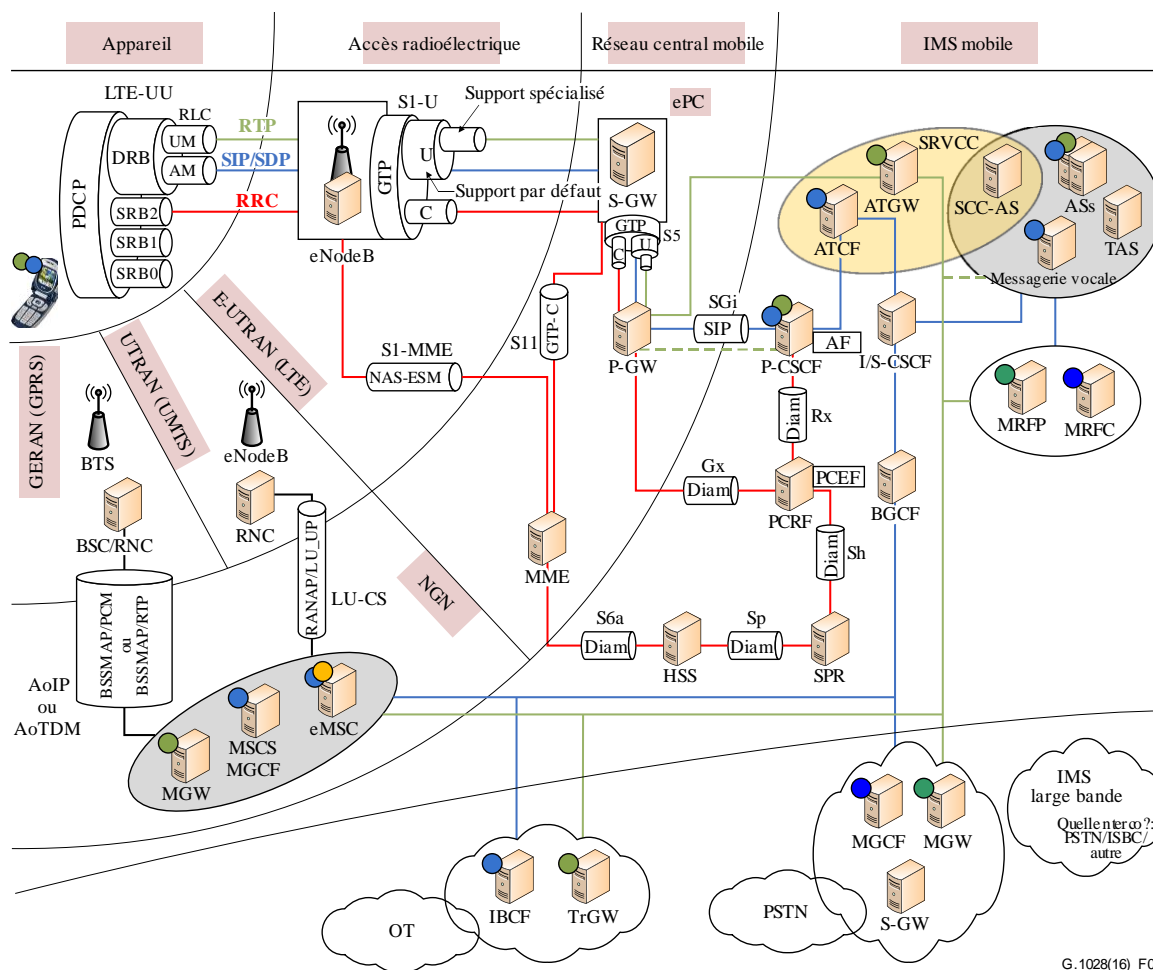 Appareil
Accès radioélectrique
Réseau central mobile
IMS mobile
LTE-UU
RLC
PDCP
DRB
UM
AM
SRB2
SRB1
SRB0
RTP
SIP/SDP
RRC
S1-U
Support spécialisé
GTP
U
Support par défaut
C
eNodeB
ePC
S-GW
GTP
C
U
S5
SRVCC
ATGW
ATCF
SCC-AS
ASs
TAS
Messagerie vocale
E-UTRAN (LTE)
UTRAN (UMTS)
GERAN (GPRS)
S1-MME
NAS-ESM
S11
GTP-C
P-GW
SGi
SIP
P-CSCF
AF
I/S-CSCF
MRFP
MRFC
Diam
Rx
BTS
eNodeB
BSC/RNC
RNC
Gx
Diam
PCEF
PCRF
BGCF
Diam
Sh
MME
NGN
RANAP/LU_UP
LU-CS
BSSMAP/PCM
ou
BSSMAP/RTP
AoIP
ou
AoTDM
S6a
Diam
HSS
Sp
Diam
SPR
eMSC
MSCS
MGCF
MGW
IBCF
TrGW
OT
MGCF
MGW
S-GW
PSTN
IMS
large bande
Quelle nter co ?:
PSTN/ISBC/
autre
G.1028(16)_F0